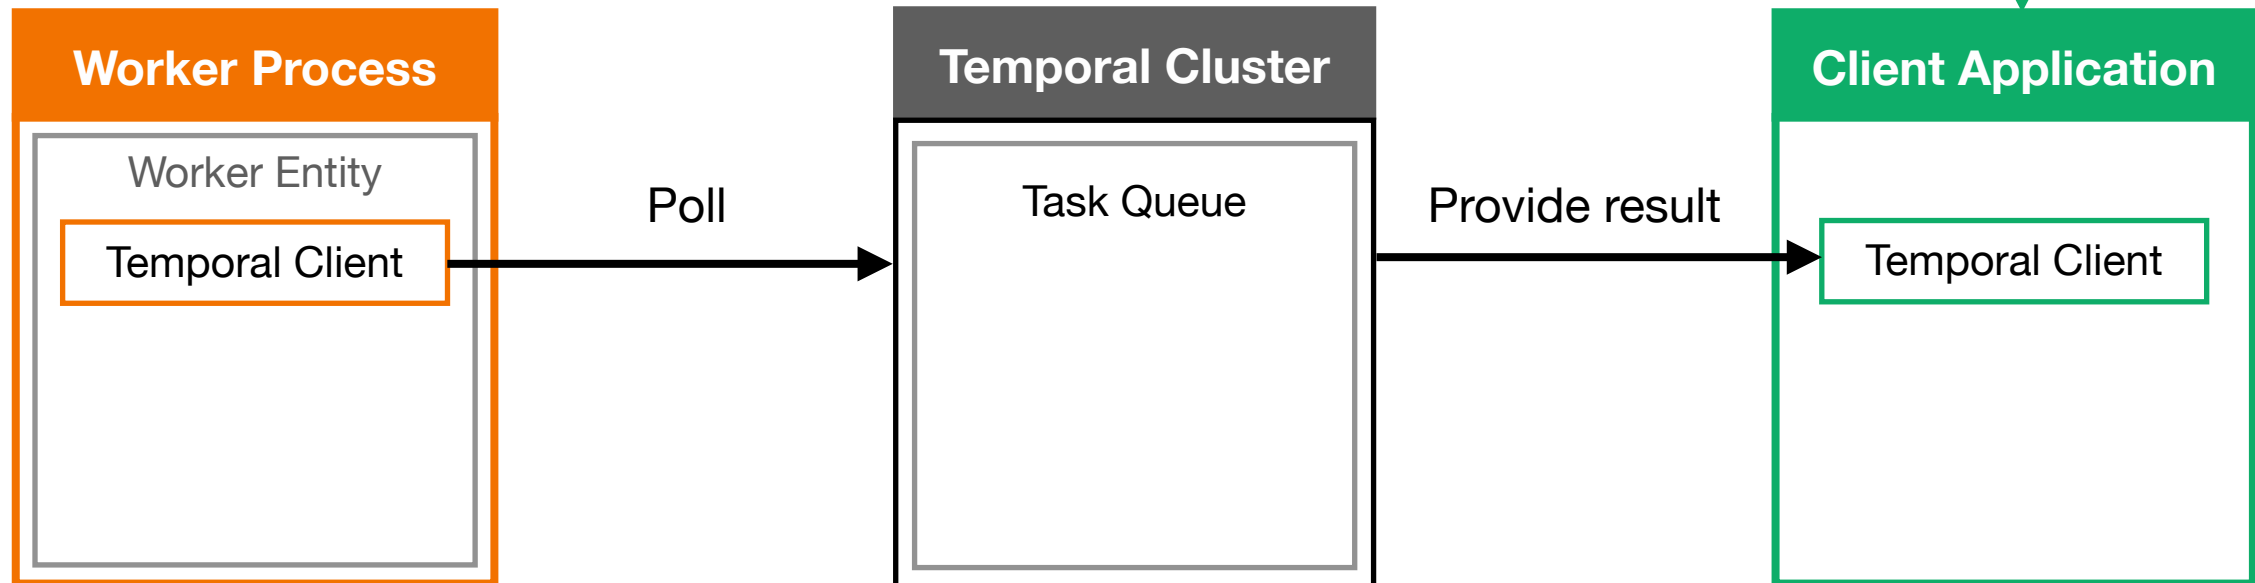 Worker Process
Worker Entity
Temporal Client
Poll
Temporal Cluster
Task Queue
Provide result
Client Application
Temporal Client